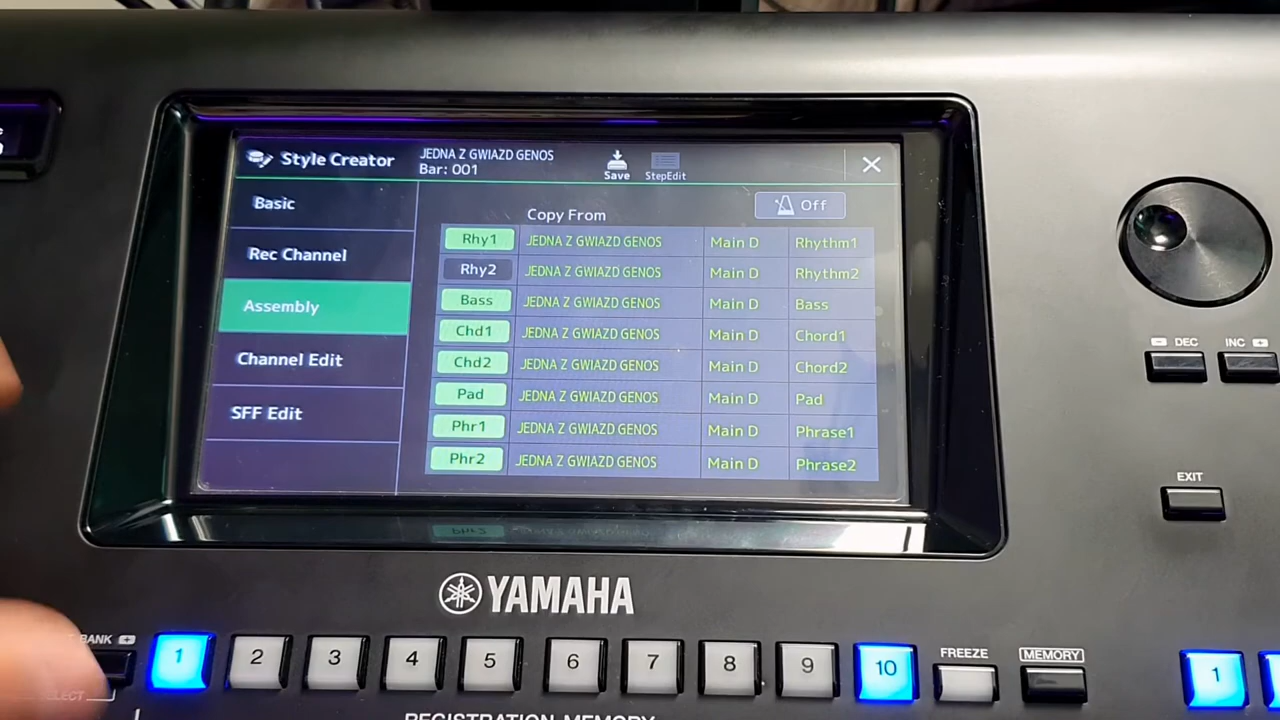 Style Creator
JEDNA Z GWIAZD GENOS
Bar: 001
Save
StepEdit
Basic
Rec Channel
Assembly
Channel Edit
SFF Edit
Copy From
Off
Rhy1 JEDNA Z GWIAZD GENOS Main D Rhythm1
Rhy2 JEDNA Z GWIAZD GENOS Main D Rhythm2
Bass JEDNA Z GWIAZD GENOS Main D Bass
Chd1 JEDNA Z GWIAZD GENOS Main D Chord1
Chd2 JEDNA Z GWIAZD GENOS Main D Chord2
Pad JEDNA Z GWIAZD GENOS Main D Pad
Phr1 JEDNA Z GWIAZD GENOS Main D Phrase1
Phr2 JEDNA Z GWIAZD GENOS Main D Phrase2
DEC INC
EXIT
YAMAHA
BANK
1 2 3 4 5 6 7 8 9 10
FREEZE
MEMORY
1
REGISTRATION MEMORY